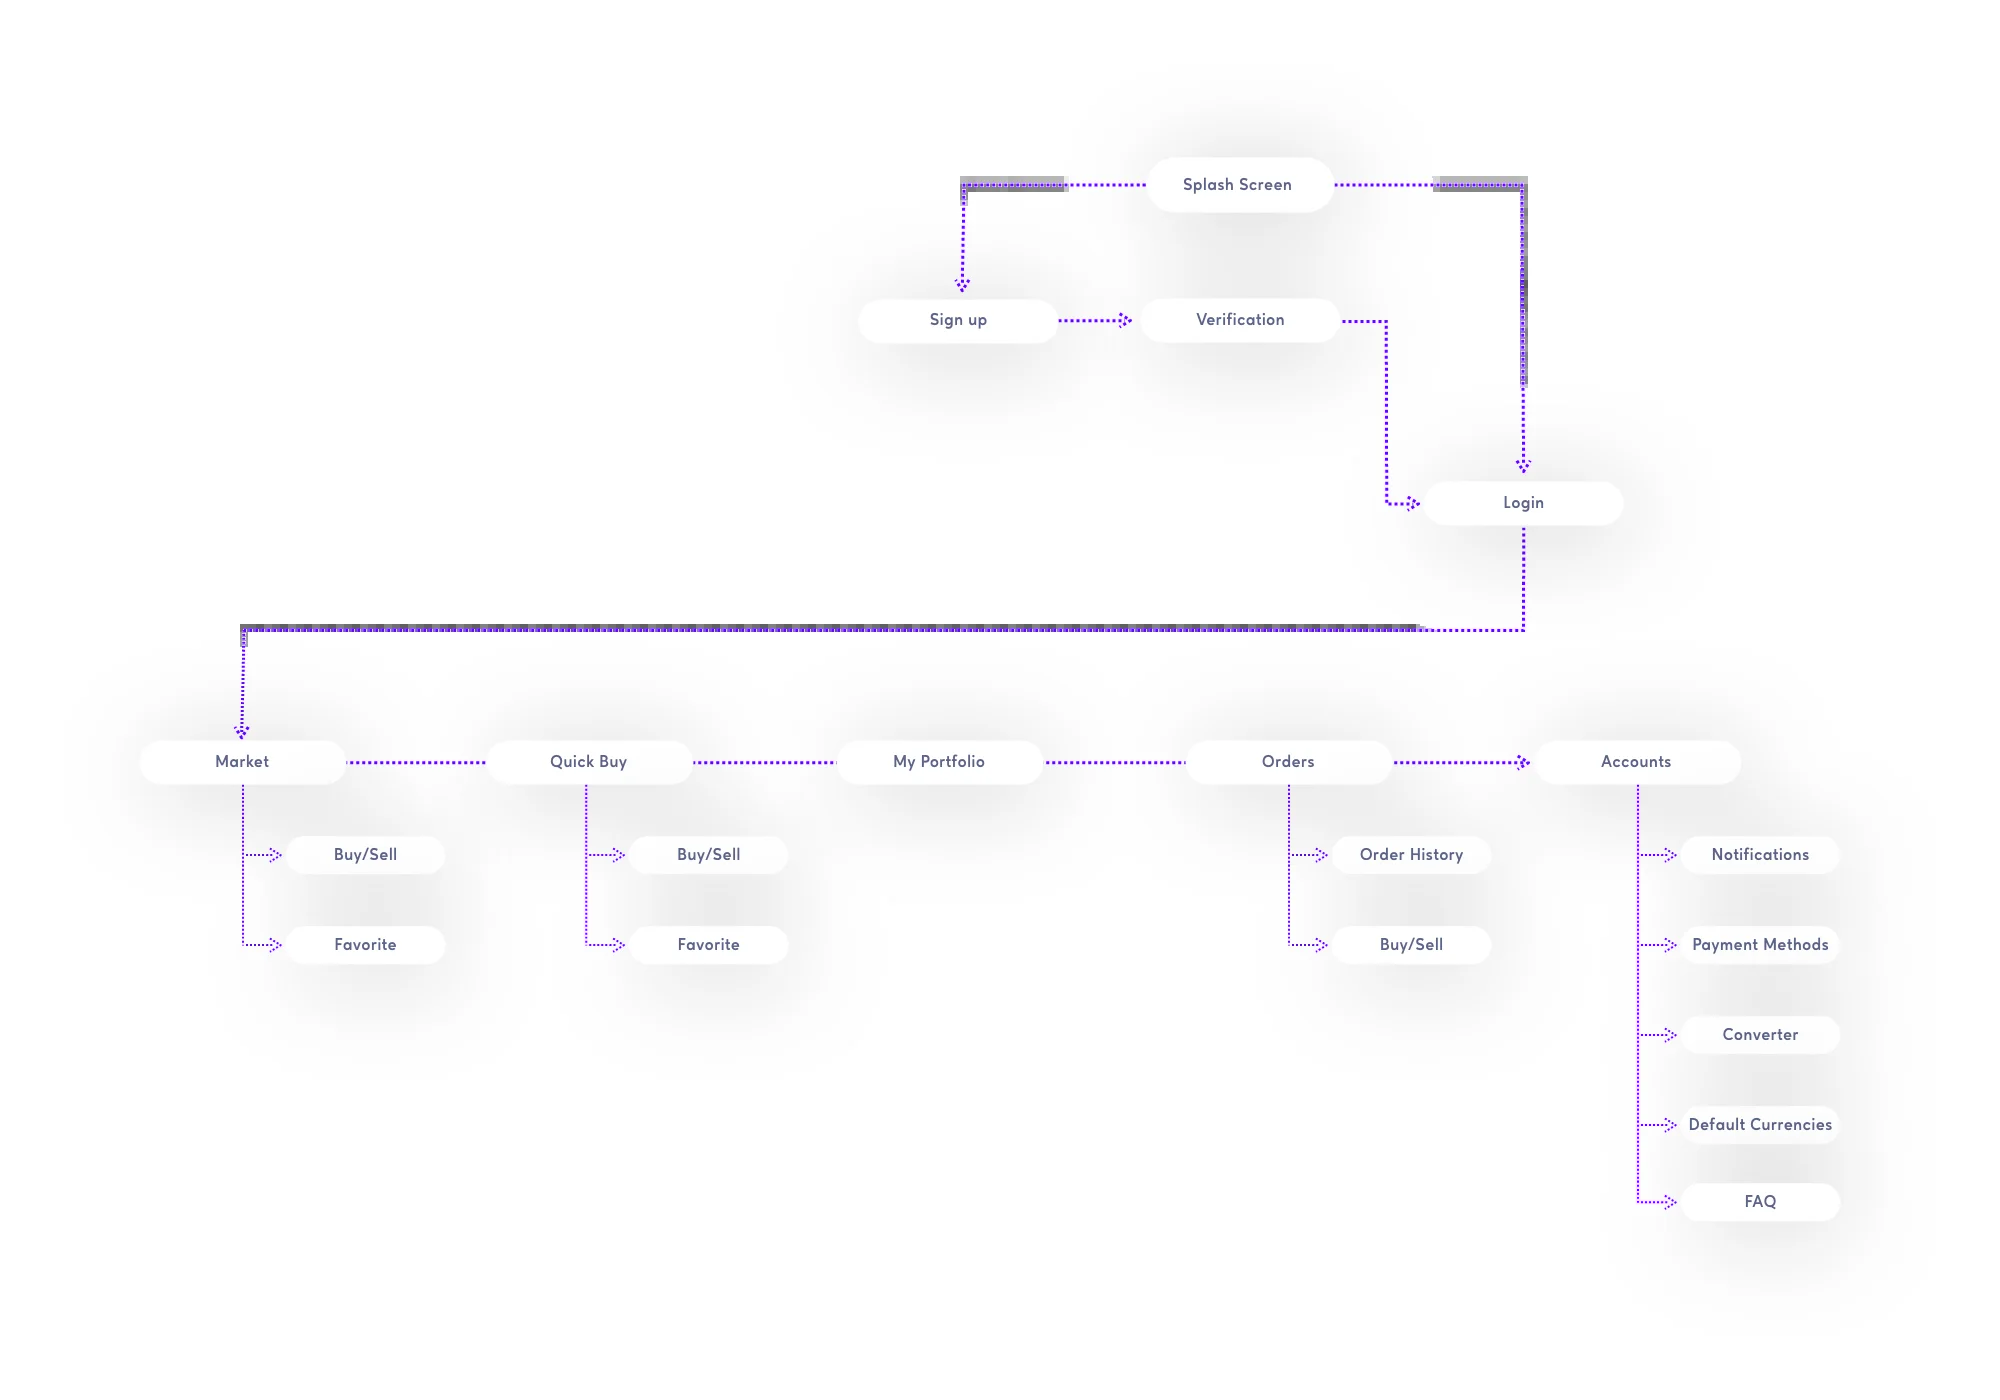 Splash Screen
Sign up
Verification
Login
Market
Quick Buy
My Portfolio
Orders
Accounts
Buy/Sell
Buy/Sell
Order History
Notifications
Favorite
Favorite
Buy/Sell
Payment Methods
Converter
Default Currencies
FAQ